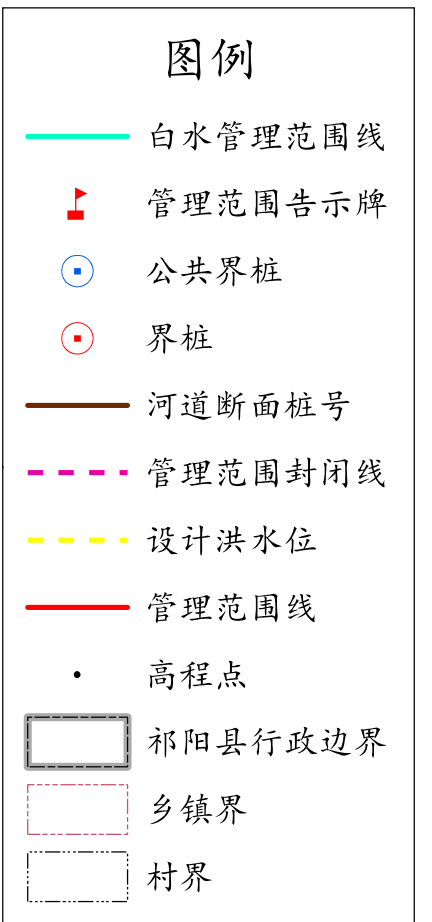 图例
白水管理范围线
管理范围告示牌
公共界桩
界桩
河道断面桩号
管理范围封闭线
设计洪水位
管理范围线
高程点
祁阳县行政边界
乡镇界
村界